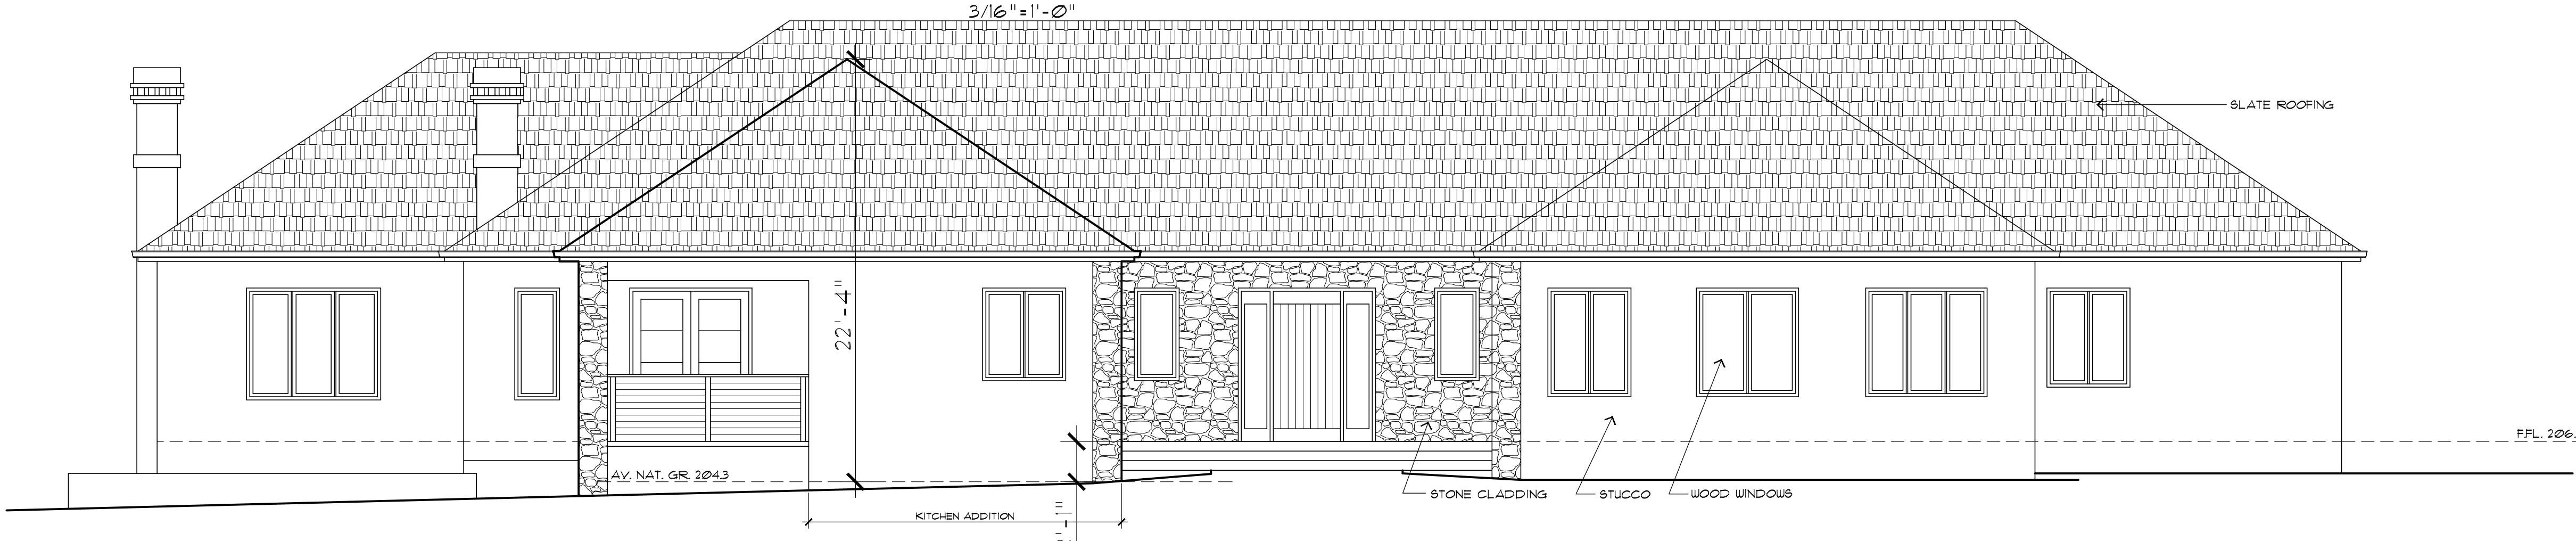 3/16"=1'-0"
SLATE ROOFING
22'-4"
F.FL. 206.
AV. NAT. GR. 204.3
STONE CLADDING
STUCCO
WOOD WINDOWS
KITCHEN ADDITION